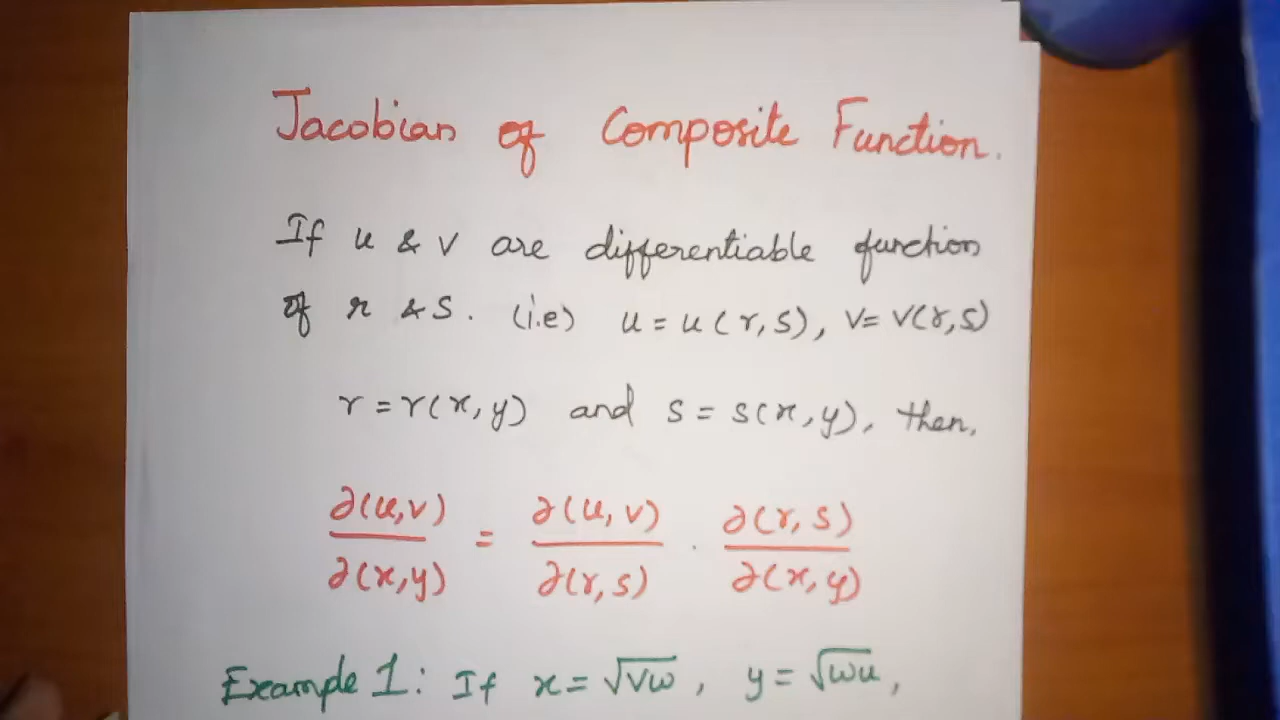 Jacobian of Composite Function.
If u & v are differentiable function
of r & s. (i.e) u = u(r,s), v = v(r,s)
r = r(x,y) and s = s(x,y), then,
∂(u,v)/∂(x,y) = ∂(u,v)/∂(r,s) . ∂(r,s)/∂(x,y)
Example 1: If x = √vw, y = √wu,